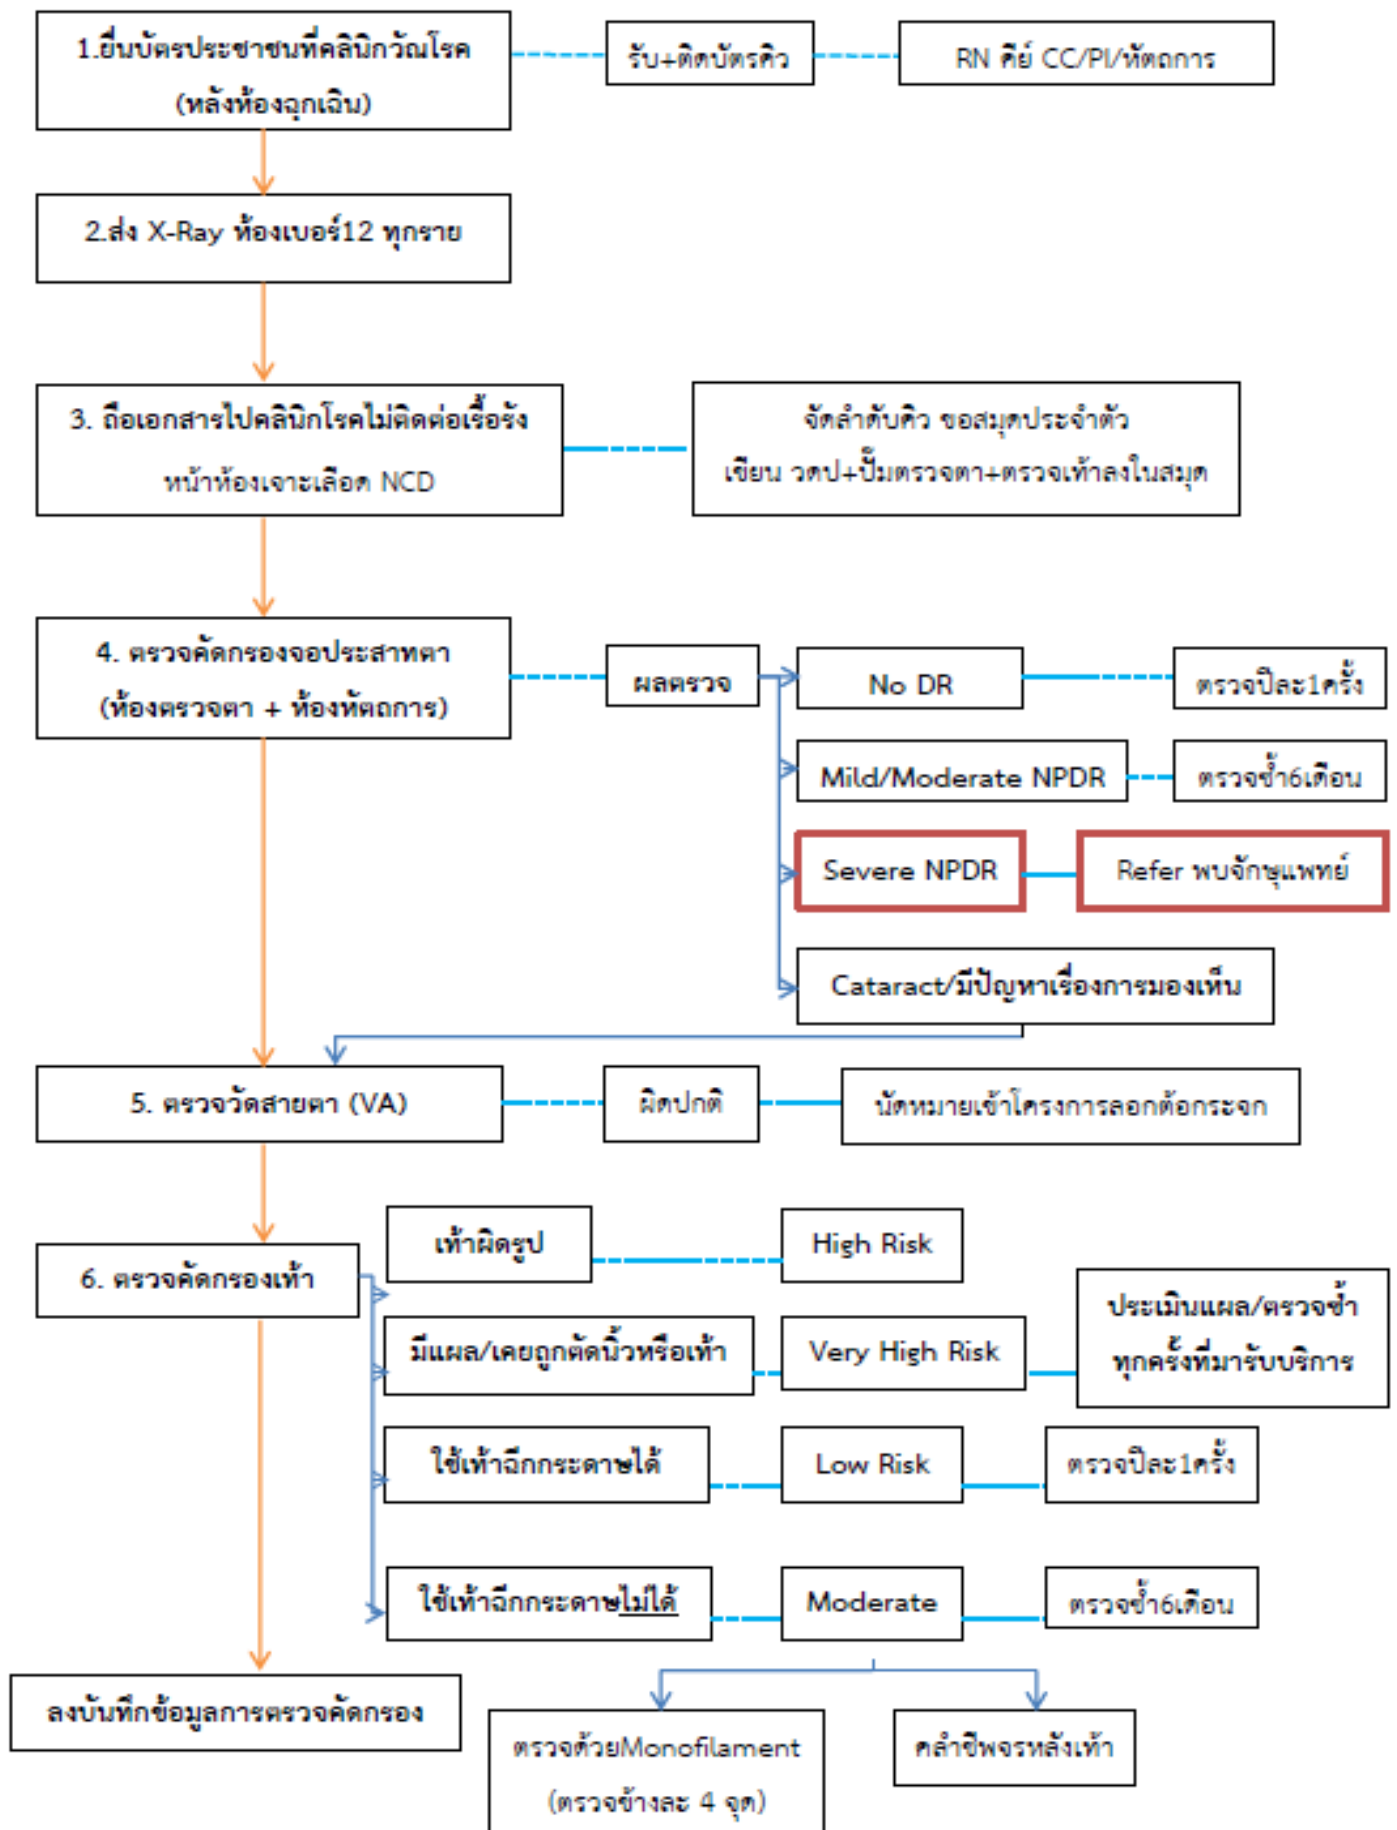 1.ยื่นบัตรประชาชนที่คลินิกวัณโรค
(หลังห้องฉุกเฉิน)
รับ+ติดบัตรคิว
RN คีย์ CC/PI/หัตถการ
2.ส่ง X-Ray ห้องเบอร์12 ทุกราย
3. ถือเอกสารไปคลินิกโรคไม่ติดต่อเรื้อรัง
หน้าห้องเจาะเลือด NCD
จัดลำดับคิว ขอสมุดประจำตัว
เขียน วดป+ปั๊มตรวจตา+ตรวจเท้าลงในสมุด
4. ตรวจคัดกรองจอประสาทตา
(ห้องตรวจตา + ห้องหัตถการ)
ผลตรวจ
No DR
ตรวจปีละ1ครั้ง
Mild/Moderate NPDR
ตรวจซ้ำ6เดือน
Severe NPDR
Refer พบจักษุแพทย์
Cataract/มีปัญหาเรื่องการมองเห็น
5. ตรวจวัดสายตา (VA)
ผิดปกติ
นัดหมายเข้าโครงการลอกต้อกระจก
6. ตรวจคัดกรองเท้า
เท้าผิดรูป
High Risk
มีแผล/เคยถูกตัดนิ้วหรือเท้า
Very High Risk
ประเมินแผล/ตรวจซ้ำ
ทุกครั้งที่มารับบริการ
ใช้เท้าฉีกกระดาษได้
Low Risk
ตรวจปีละ1ครั้ง
ใช้เท้าฉีกกระดาษไม่ได้
Moderate
ตรวจซ้ำ6เดือน
ลงบันทึกข้อมูลการตรวจคัดกรอง
ตรวจด้วยMonofilament
(ตรวจข้างละ 4 จุด)
คลำชีพจรหลังเท้า